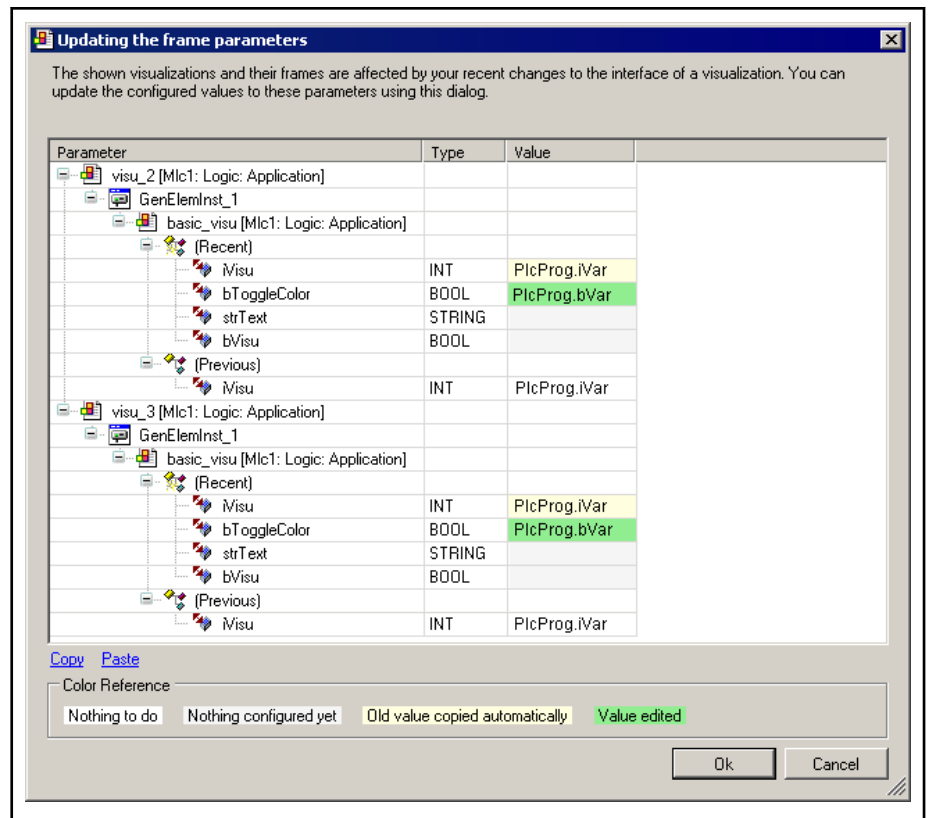 Updating the frame parameters
The shown visualizations and their frames are affected by your recent changes to the interface of a visualization. You can
update the configured values to these parameters using this dialog.
Parameter Type Value
visu_2 [Mlc1: Logic: Application]
GenElemInst_1
basic_visu [Mlc1: Logic: Application]
(Recent)
iVisu INT PlcProg.iVar
bToggleColor BOOL PlcProg.bVar
strText STRING
bVisu BOOL
(Previous)
iVisu INT PlcProg.iVar
visu_3 [Mlc1: Logic: Application]
GenElemInst_1
basic_visu [Mlc1: Logic: Application]
(Recent)
iVisu INT PlcProg.iVar
bToggleColor BOOL PlcProg.bVar
strText STRING
bVisu BOOL
(Previous)
iVisu INT PlcProg.iVar
Copy Paste
Color Reference
Nothing to do Nothing configured yet Old value copied automatically Value edited
Ok Cancel